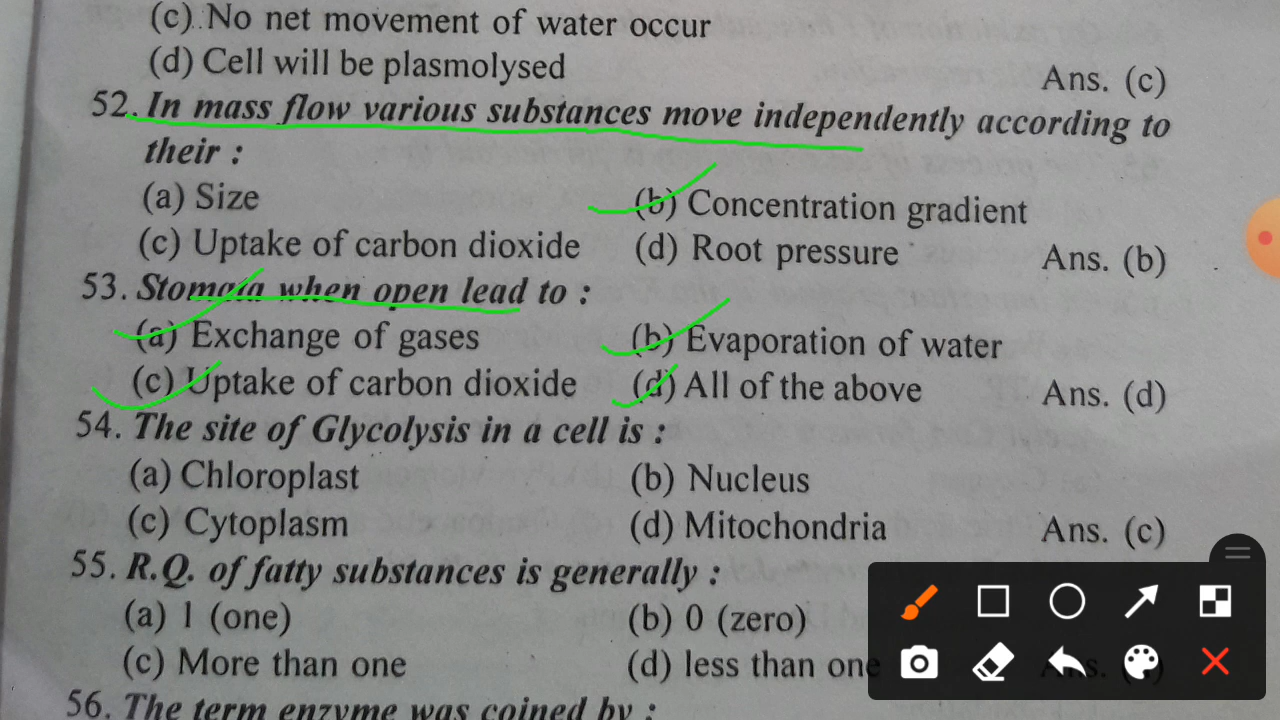 (c) No net movement of water occur
(d) Cell will be plasmolysed Ans. (c)
52. In mass flow various substances move independently according to
their :
(a) Size (b) Concentration gradient
(c) Uptake of carbon dioxide (d) Root pressure Ans. (b)
53. Stomata when open lead to :
(a) Exchange of gases (b) Evaporation of water
(c) Uptake of carbon dioxide (d) All of the above Ans. (d)
54. The site of Glycolysis in a cell is :
(a) Chloroplast (b) Nucleus
(c) Cytoplasm (d) Mitochondria Ans. (c)
55. R.Q. of fatty substances is generally :
(a) 1 (one) (b) 0 (zero)
(c) More than one (d) less than one
56. The term enzyme was coined by :